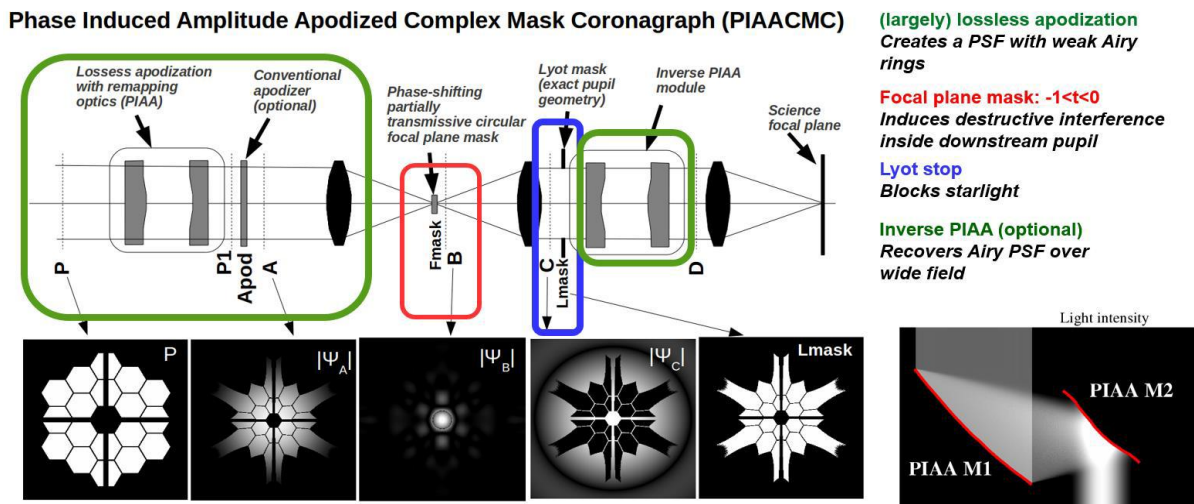 Phase Induced Amplitude Apodized Complex Mask Coronagraph (PIAACMC)
Lossess apodization
with remapping
optics (PIAA)
Conventional
apodizer
(optional)
Phase-shifting
partially
transmissive circular
focal plane mask
Lyot mask
(exact pupil
geometry)
Inverse PIAA
module
Science
focal plane
P
P1
Apod
A
Fmask
B
C
Lmask
D
P
|Ψ_A|
|Ψ_B|
|Ψ_C|
Lmask
(largely) lossless apodization
Creates a PSF with weak Airy
rings
Focal plane mask: -1<t<0
Induces destructive interference
inside downstream pupil
Lyot stop
Blocks starlight
Inverse PIAA (optional)
Recovers Airy PSF over
wide field
Light intensity
PIAA M2
PIAA M1